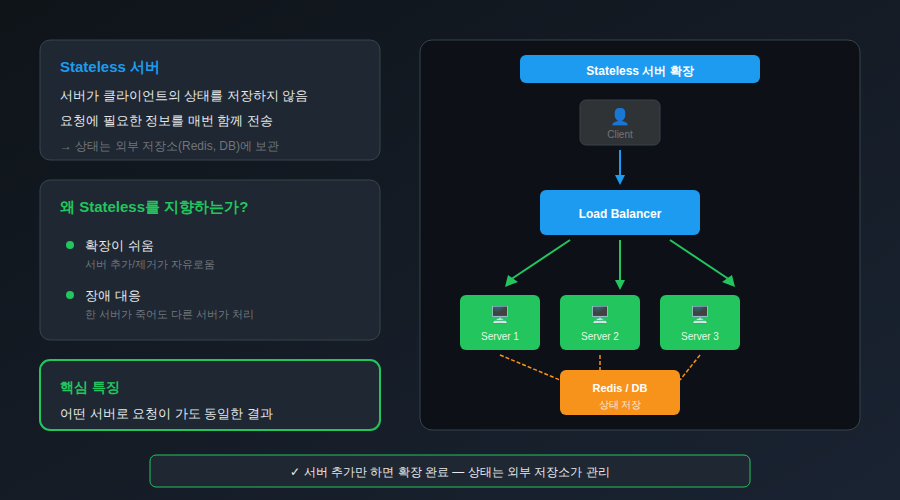 Stateless 서버
서버가 클라이언트의 상태를 저장하지 않음
요청에 필요한 정보를 매번 함께 전송
→ 상태는 외부 저장소(Redis, DB)에 보관
왜 Stateless를 지향하는가?
확장이 쉬움
서버 추가/제거가 자유로움
장애 대응
한 서버가 죽어도 다른 서버가 처리
핵심 특징
어떤 서버로 요청이 가도 동일한 결과
Stateless 서버 확장
Client
Load Balancer
Server 1
Server 2
Server 3
Redis / DB
상태 저장
✓ 서버 추가만 하면 확장 완료 — 상태는 외부 저장소가 관리